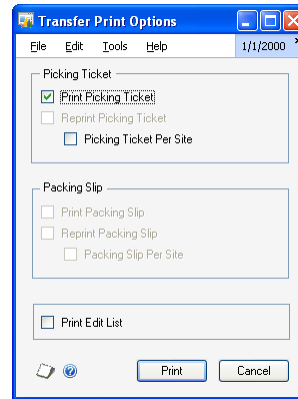 Transfer Print Options
File Edit Tools Help 1/1/2000 »
Picking Ticket
Print Picking Ticket
Reprint Picking Ticket
Picking Ticket Per Site
Packing Slip
Print Packing Slip
Reprint Packing Slip
Packing Slip Per Site
Print Edit List
Print Cancel